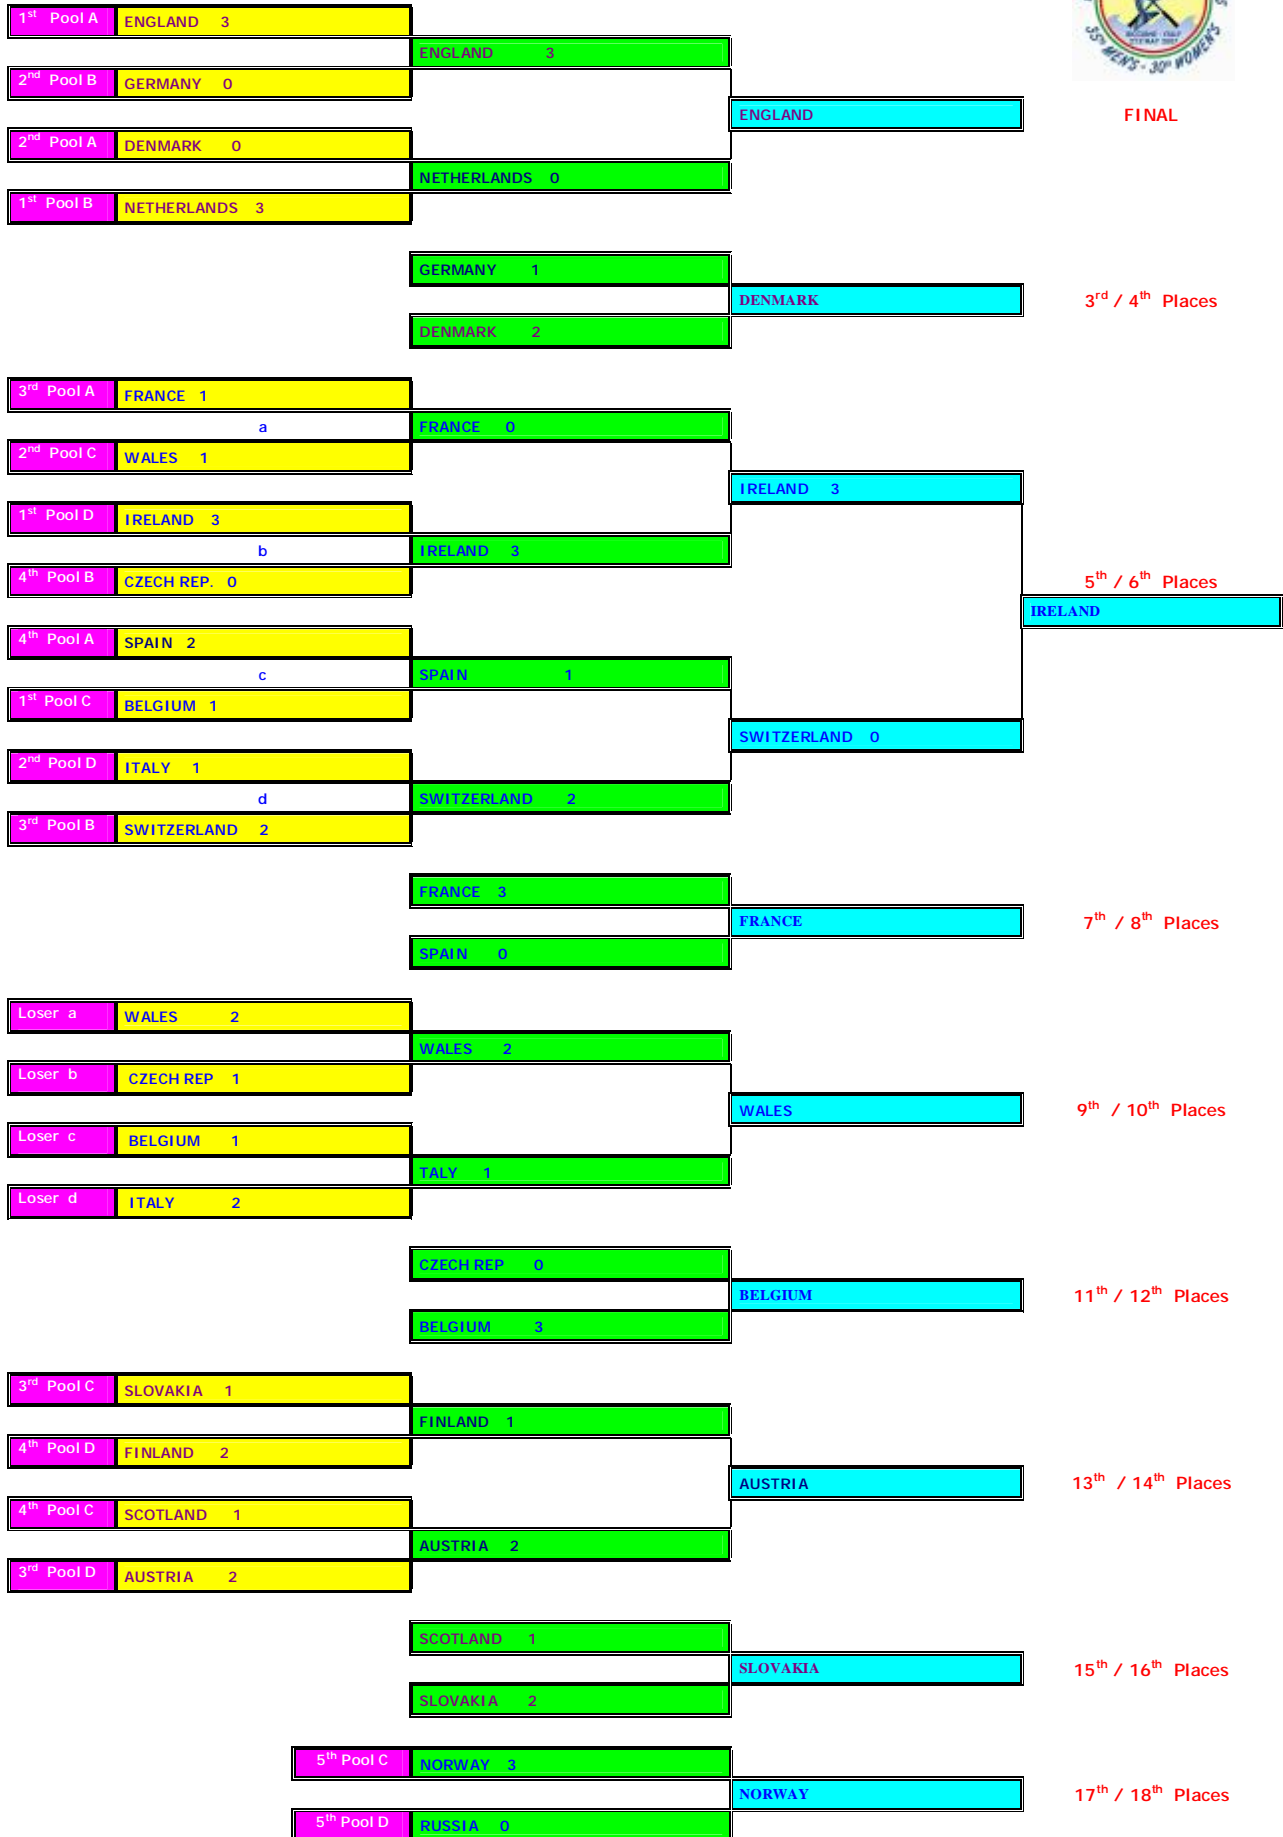 1st Pool A ENGLAND 3
ENGLAND 3
2nd Pool B GERMANY 0
ENGLAND FINAL
2nd Pool A DENMARK 0
NETHERLANDS 0
1st Pool B NETHERLANDS 3
35th MEN'S - 30th WOMEN'S
GERMANY 1
DENMARK 3rd / 4th Places
DENMARK 2
3rd Pool A FRANCE 1
a FRANCE 0
2nd Pool C WALES 1
IRELAND 3
1st Pool D IRELAND 3
b IRELAND 3
4th Pool B CZECH REP. 0
5th / 6th Places
IRELAND
4th Pool A SPAIN 2
c SPAIN 1
1st Pool C BELGIUM 1
SWITZERLAND 0
2nd Pool D ITALY 1
d SWITZERLAND 2
3rd Pool B SWITZERLAND 2
FRANCE 3
FRANCE 7th / 8th Places
SPAIN 0
Loser a WALES 2
WALES 2
Loser b CZECH REP 1
WALES 9th / 10th Places
Loser c BELGIUM 1
TALY 1
Loser d ITALY 2
CZECH REP 0
BELGIUM 11th / 12th Places
BELGIUM 3
3rd Pool C SLOVAKIA 1
FINLAND 1
4th Pool D FINLAND 2
AUSTRIA 13th / 14th Places
4th Pool C SCOTLAND 1
AUSTRIA 2
3rd Pool D AUSTRIA 2
SCOTLAND 1
SLOVAKIA 15th / 16th Places
SLOVAKIA 2
5th Pool C NORWAY 3
NORWAY 17th / 18th Places
5th Pool D RUSSIA 0